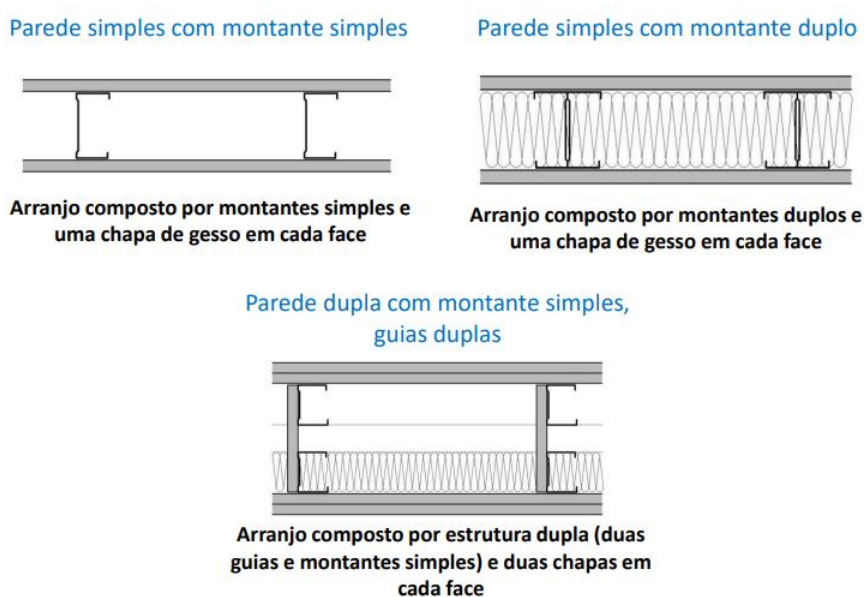 Parede simples com montante simples
Parede simples com montante duplo
Arranjo composto por montantes simples e
uma chapa de gesso em cada face
Arranjo composto por montantes duplos e
uma chapa de gesso em cada face
Parede dupla com montante simples,
guias duplas
Arranjo composto por estrutura dupla (duas
guias e montantes simples) e duas chapas em
cada face